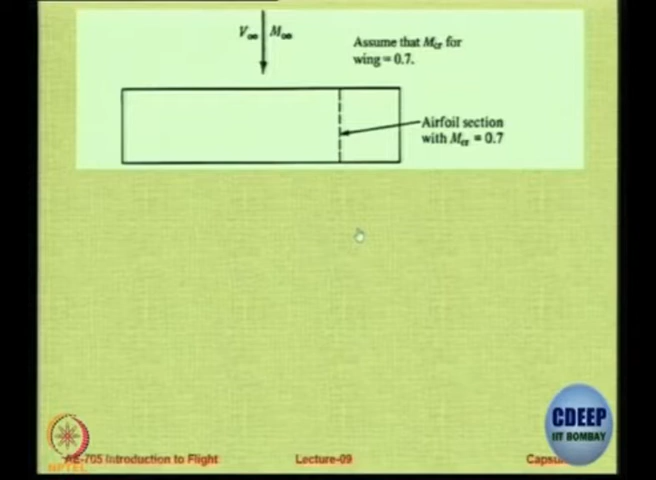 V∞ M∞
Assume that Mcr for
wing = 0.7.
Airfoil section
with Mcr = 0.7
CDEEP
IIT BOMBAY
NPTEL
AE-705 Introduction to Flight Lecture-09